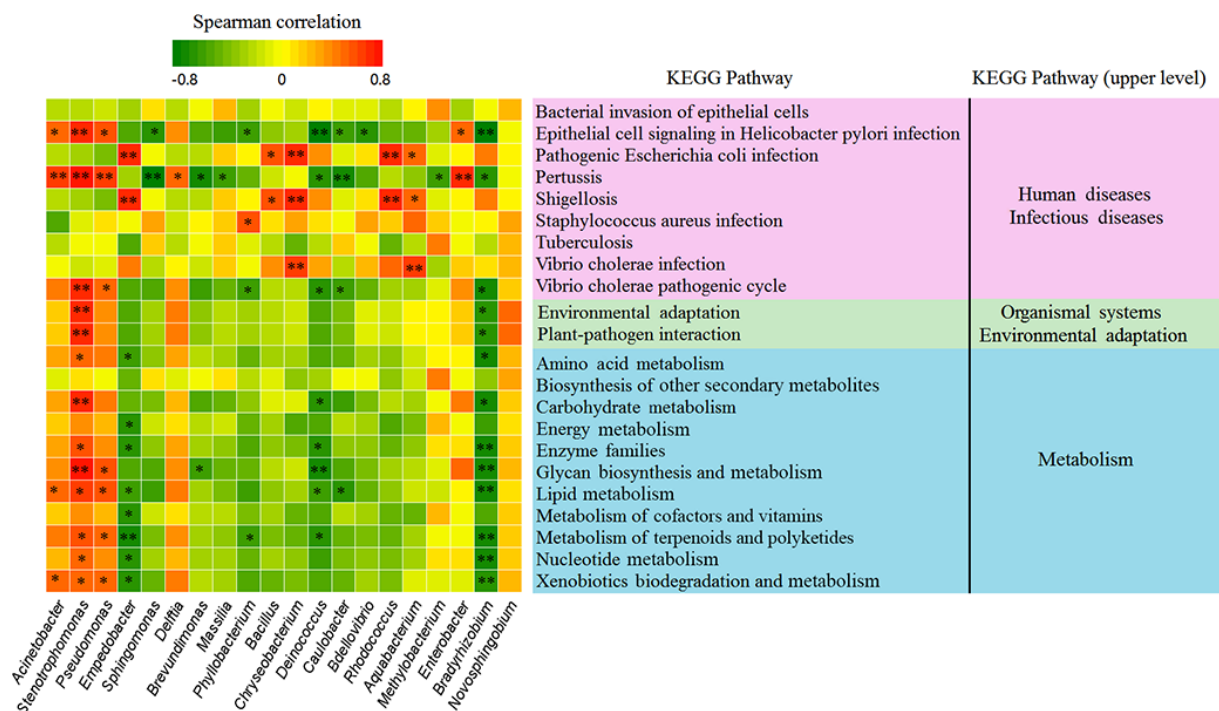 Spearman correlation
-0.8 0 0.8
KEGG Pathway
KEGG Pathway (upper level)
Bacterial invasion of epithelial cells
* ** * * * ** * * * **
Epithelial cell signaling in Helicobacter pylori infection
** * ** ** *
Pathogenic Escherichia coli infection
** ** ** ** * * * * ** * ** *
Pertussis
** * ** ** *
Shigellosis
*
Staphylococcus aureus infection
Tuberculosis
** **
Vibrio cholerae infection
** * * * * *
Vibrio cholerae pathogenic cycle
Human diseases
Infectious diseases
** *
Environmental adaptation
** *
Plant-pathogen interaction
Organismal systems
Environmental adaptation
* * *
Amino acid metabolism
Biosynthesis of other secondary metabolites
** * *
Carbohydrate metabolism
*
Energy metabolism
* * * **
Enzyme families
** * * ** **
Glycan biosynthesis and metabolism
* * * * * * **
Lipid metabolism
*
Metabolism of cofactors and vitamins
* * ** * * **
Metabolism of terpenoids and polyketides
* * **
Nucleotide metabolism
* * * * **
Xenobiotics biodegradation and metabolism
Metabolism
Acinetobacter
Stenotrophomonas
Pseudomonas
Empedobacter
Sphingomonas
Delftia
Brevundimonas
Massilia
Phyllobacterium
Bacillus
Chryseobacterium
Deinococcus
Caulobacter
Bdellovibrio
Rhodococcus
Aquabacterium
Methylobacterium
Enterobacter
Bradyrhizobium
Novosphingobium